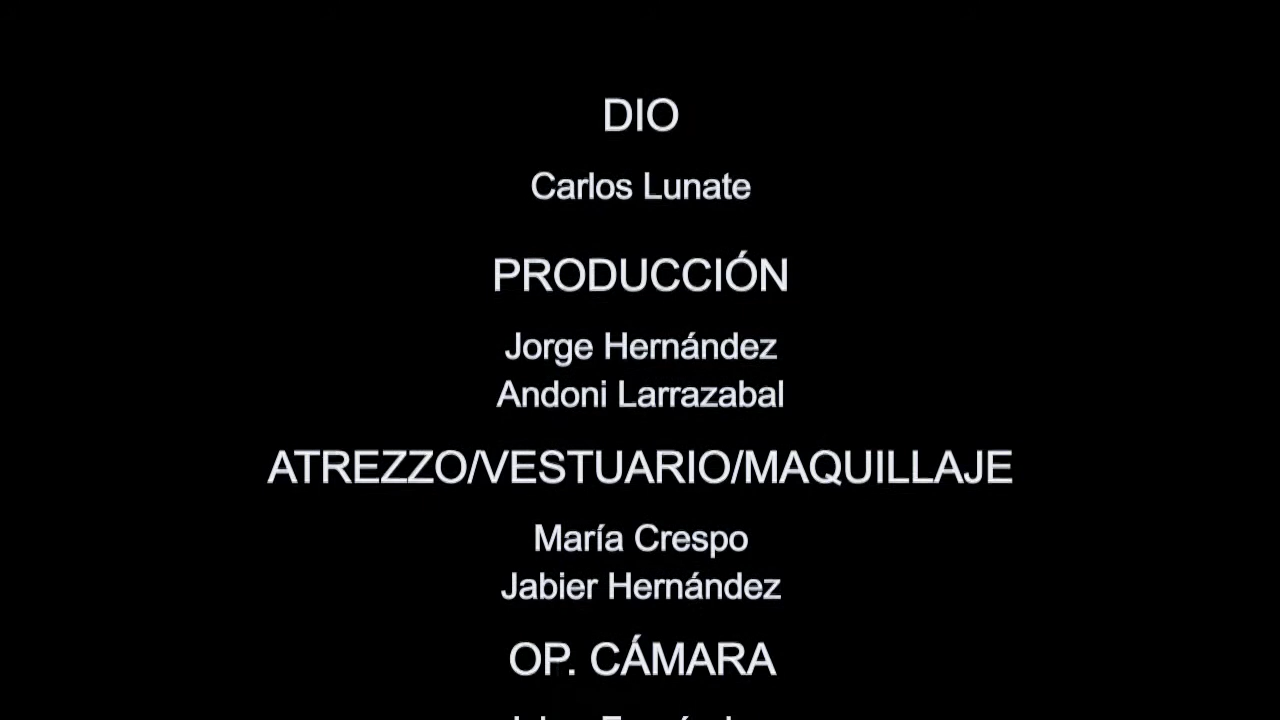 DIO
Carlos Lunate
PRODUCCIÓN
Jorge Hernández
Andoni Larrazabal
ATREZZO/VESTUARIO/MAQUILLAJE
María Crespo
Jabier Hernández
OP. CÁMARA